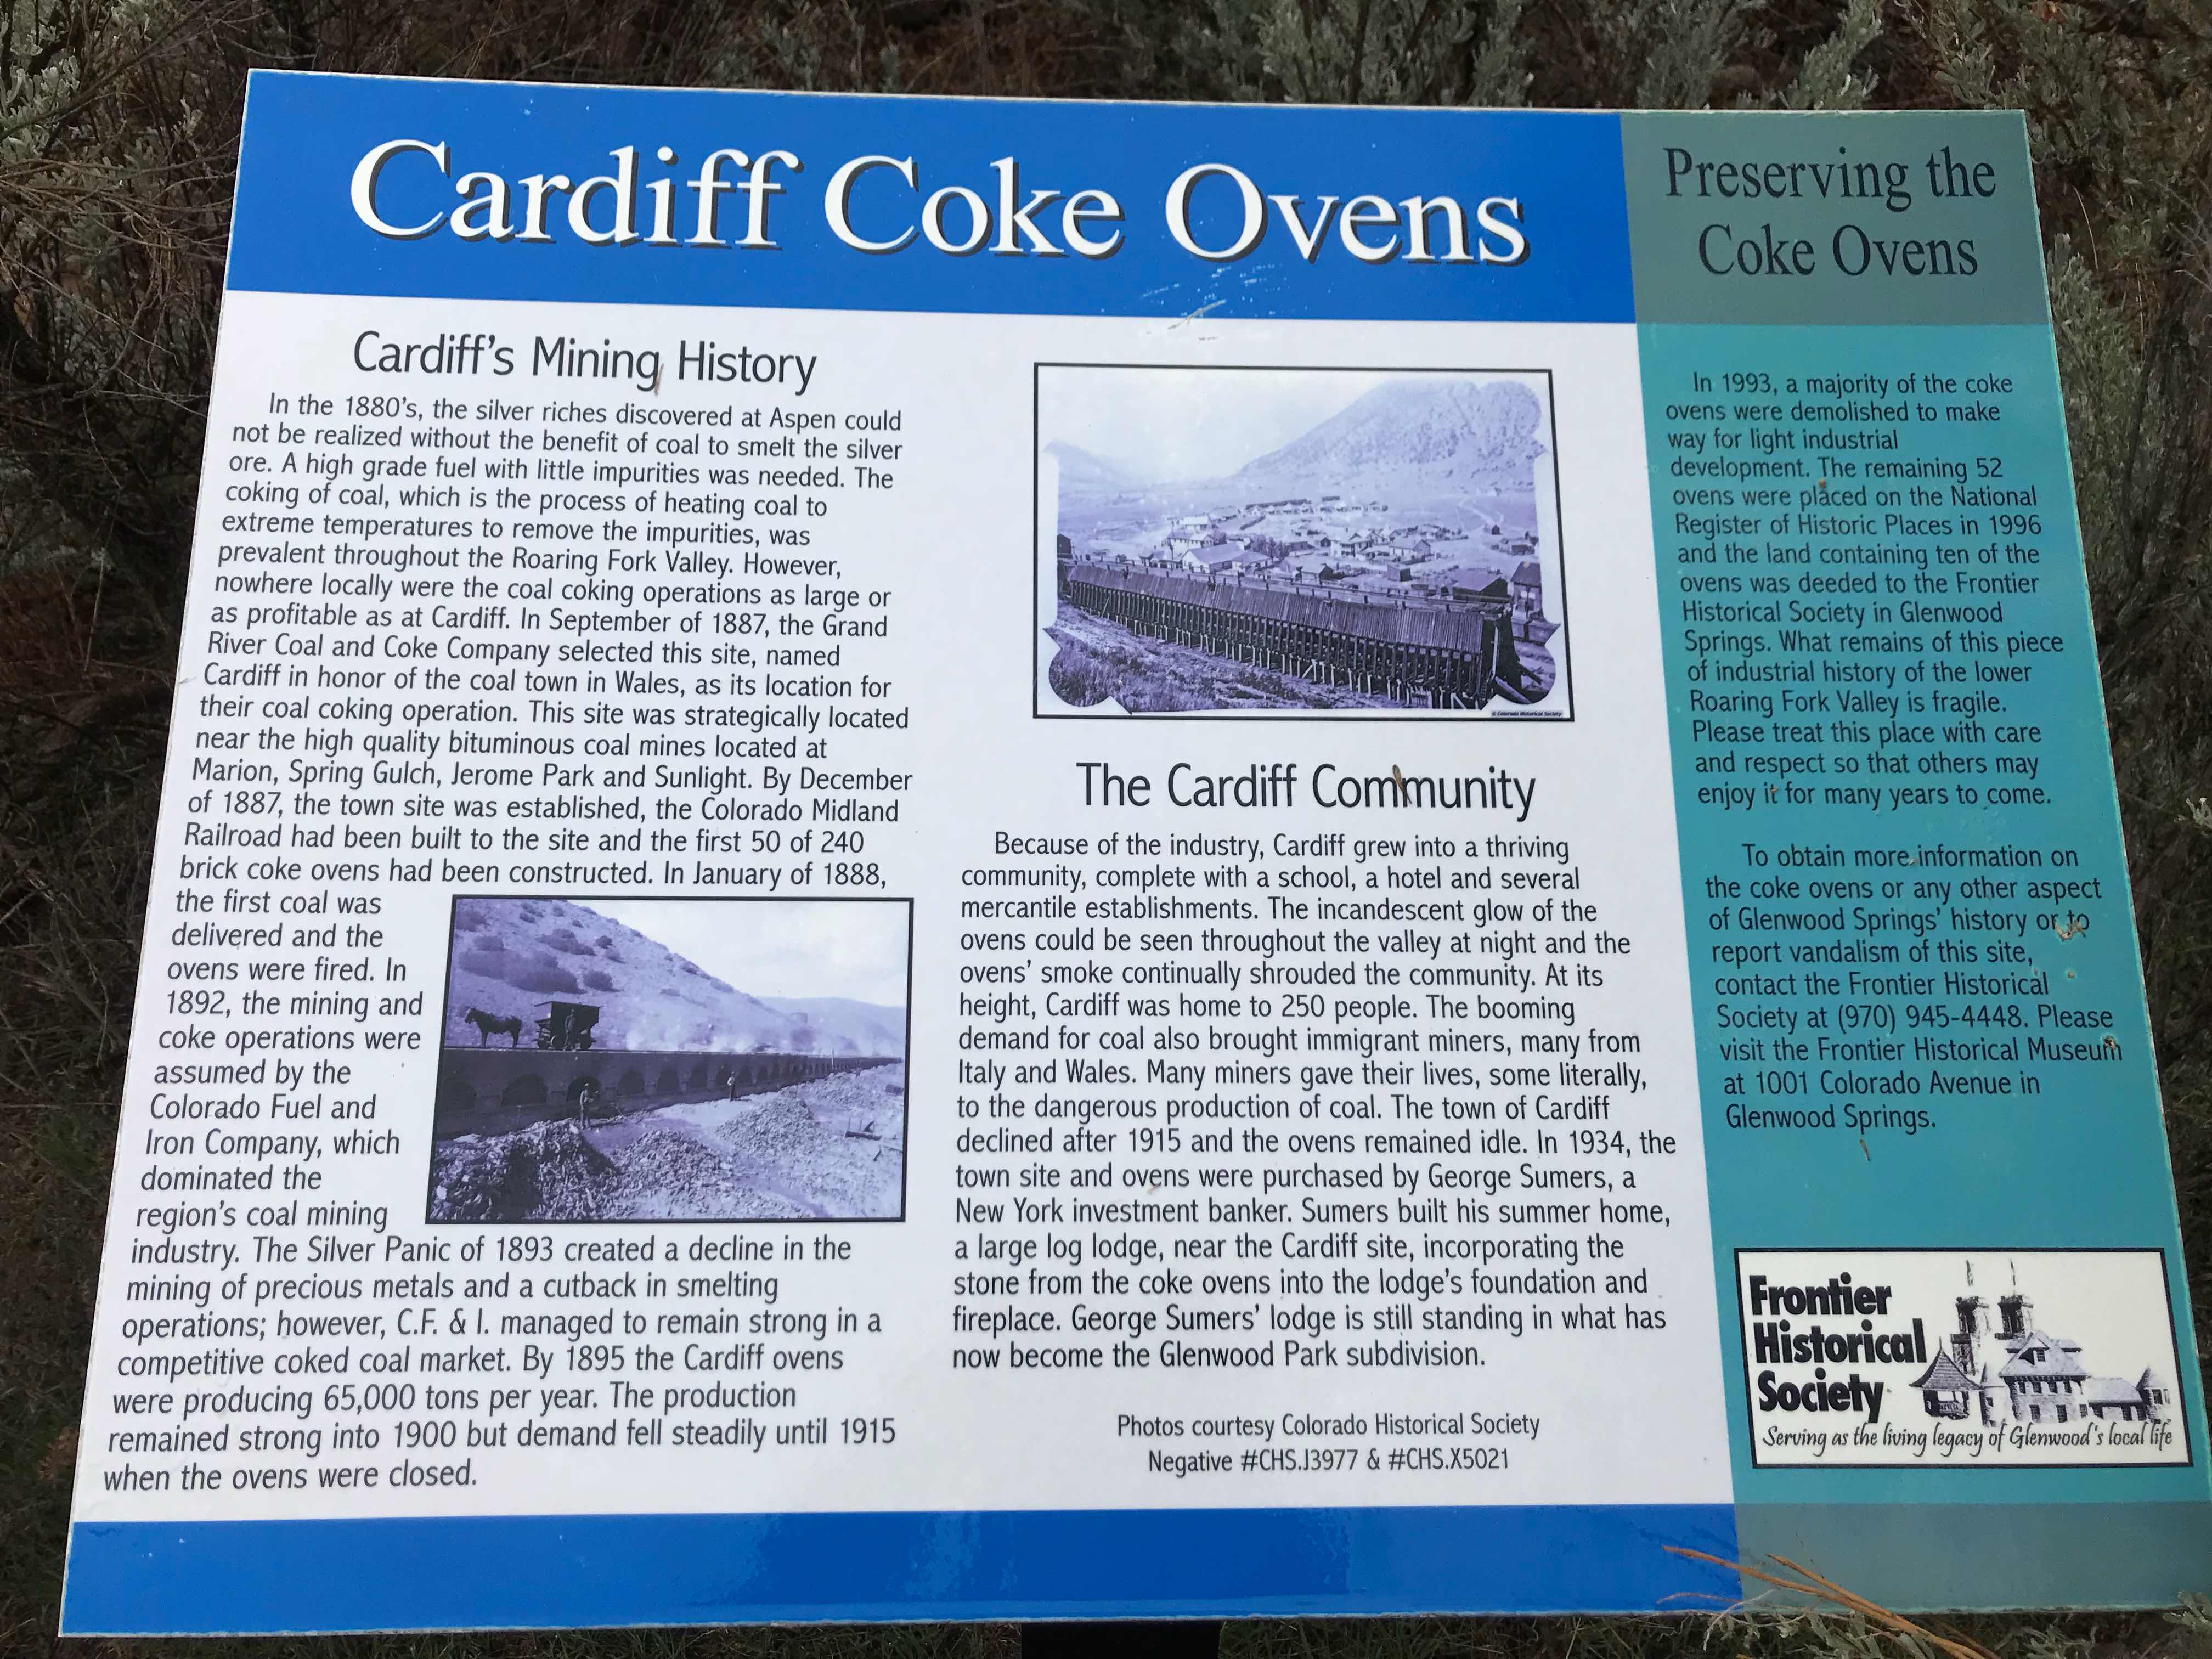 Cardiff Coke Ovens
Cardiff's Mining History
In the 1880's, the silver riches discovered at Aspen could
not be realized without the benefit of coal to smelt the silver
ore. A high grade fuel with little impurities was needed. The
coking of coal, which is the process of heating coal to
extreme temperatures to remove the impurities, was
prevalent throughout the Roaring Fork Valley. However,
nowhere locally were the coal coking operations as large or
as profitable as at Cardiff. In September of 1887, the Grand
River Coal and Coke Company selected this site, named
Cardiff in honor of the coal town in Wales, as its location for
their coal coking operation. This site was strategically located
near the high quality bituminous coal mines located at
Marion, Spring Gulch, Jerome Park and Sunlight. By December
of 1887, the town site was established, the Colorado Midland
Railroad had been built to the site and the first 50 of 240
brick coke ovens had been constructed. In January of 1888,
the first coal was
delivered and the
ovens were fired. In
1892, the mining and
coke operations were
assumed by the
Colorado Fuel and
Iron Company, which
dominated the
region's coal mining
industry. The Silver Panic of 1893 created a decline in the
mining of precious metals and a cutback in smelting
operations; however, C.F. & I. managed to remain strong in a
competitive coked coal market. By 1895 the Cardiff ovens
were producing 65,000 tons per year. The production
remained strong into 1900 but demand fell steadily until 1915
when the ovens were closed.
© Colorado Historical Society
The Cardiff Community
Because of the industry, Cardiff grew into a thriving
community, complete with a school, a hotel and several
mercantile establishments. The incandescent glow of the
ovens could be seen throughout the valley at night and the
ovens' smoke continually shrouded the community. At its
height, Cardiff was home to 250 people. The booming
demand for coal also brought immigrant miners, many from
Italy and Wales. Many miners gave their lives, some literally,
to the dangerous production of coal. The town of Cardiff
declined after 1915 and the ovens remained idle. In 1934, the
town site and ovens were purchased by George Sumers, a
New York investment banker. Sumers built his summer home,
a large log lodge, near the Cardiff site, incorporating the
stone from the coke ovens into the lodge's foundation and
fireplace. George Sumers' lodge is still standing in what has
now become the Glenwood Park subdivision.
Photos courtesy Colorado Historical Society
Negative #CHS.J3977 & #CHS.X5021
Preserving the
Coke Ovens
In 1993, a majority of the coke
ovens were demolished to make
way for light industrial
development. The remaining 52
ovens were placed on the National
Register of Historic Places in 1996
and the land containing ten of the
ovens was deeded to the Frontier
Historical Society in Glenwood
Springs. What remains of this piece
of industrial history of the lower
Roaring Fork Valley is fragile.
Please treat this place with care
and respect so that others may
enjoy it for many years to come.
To obtain more information on
the coke ovens or any other aspect
of Glenwood Springs' history or to
report vandalism of this site,
contact the Frontier Historical
Society at (970) 945-4448. Please
visit the Frontier Historical Museum
at 1001 Colorado Avenue in
Glenwood Springs.
Frontier
Historical
Society
Serving as the living legacy of Glenwood's local life